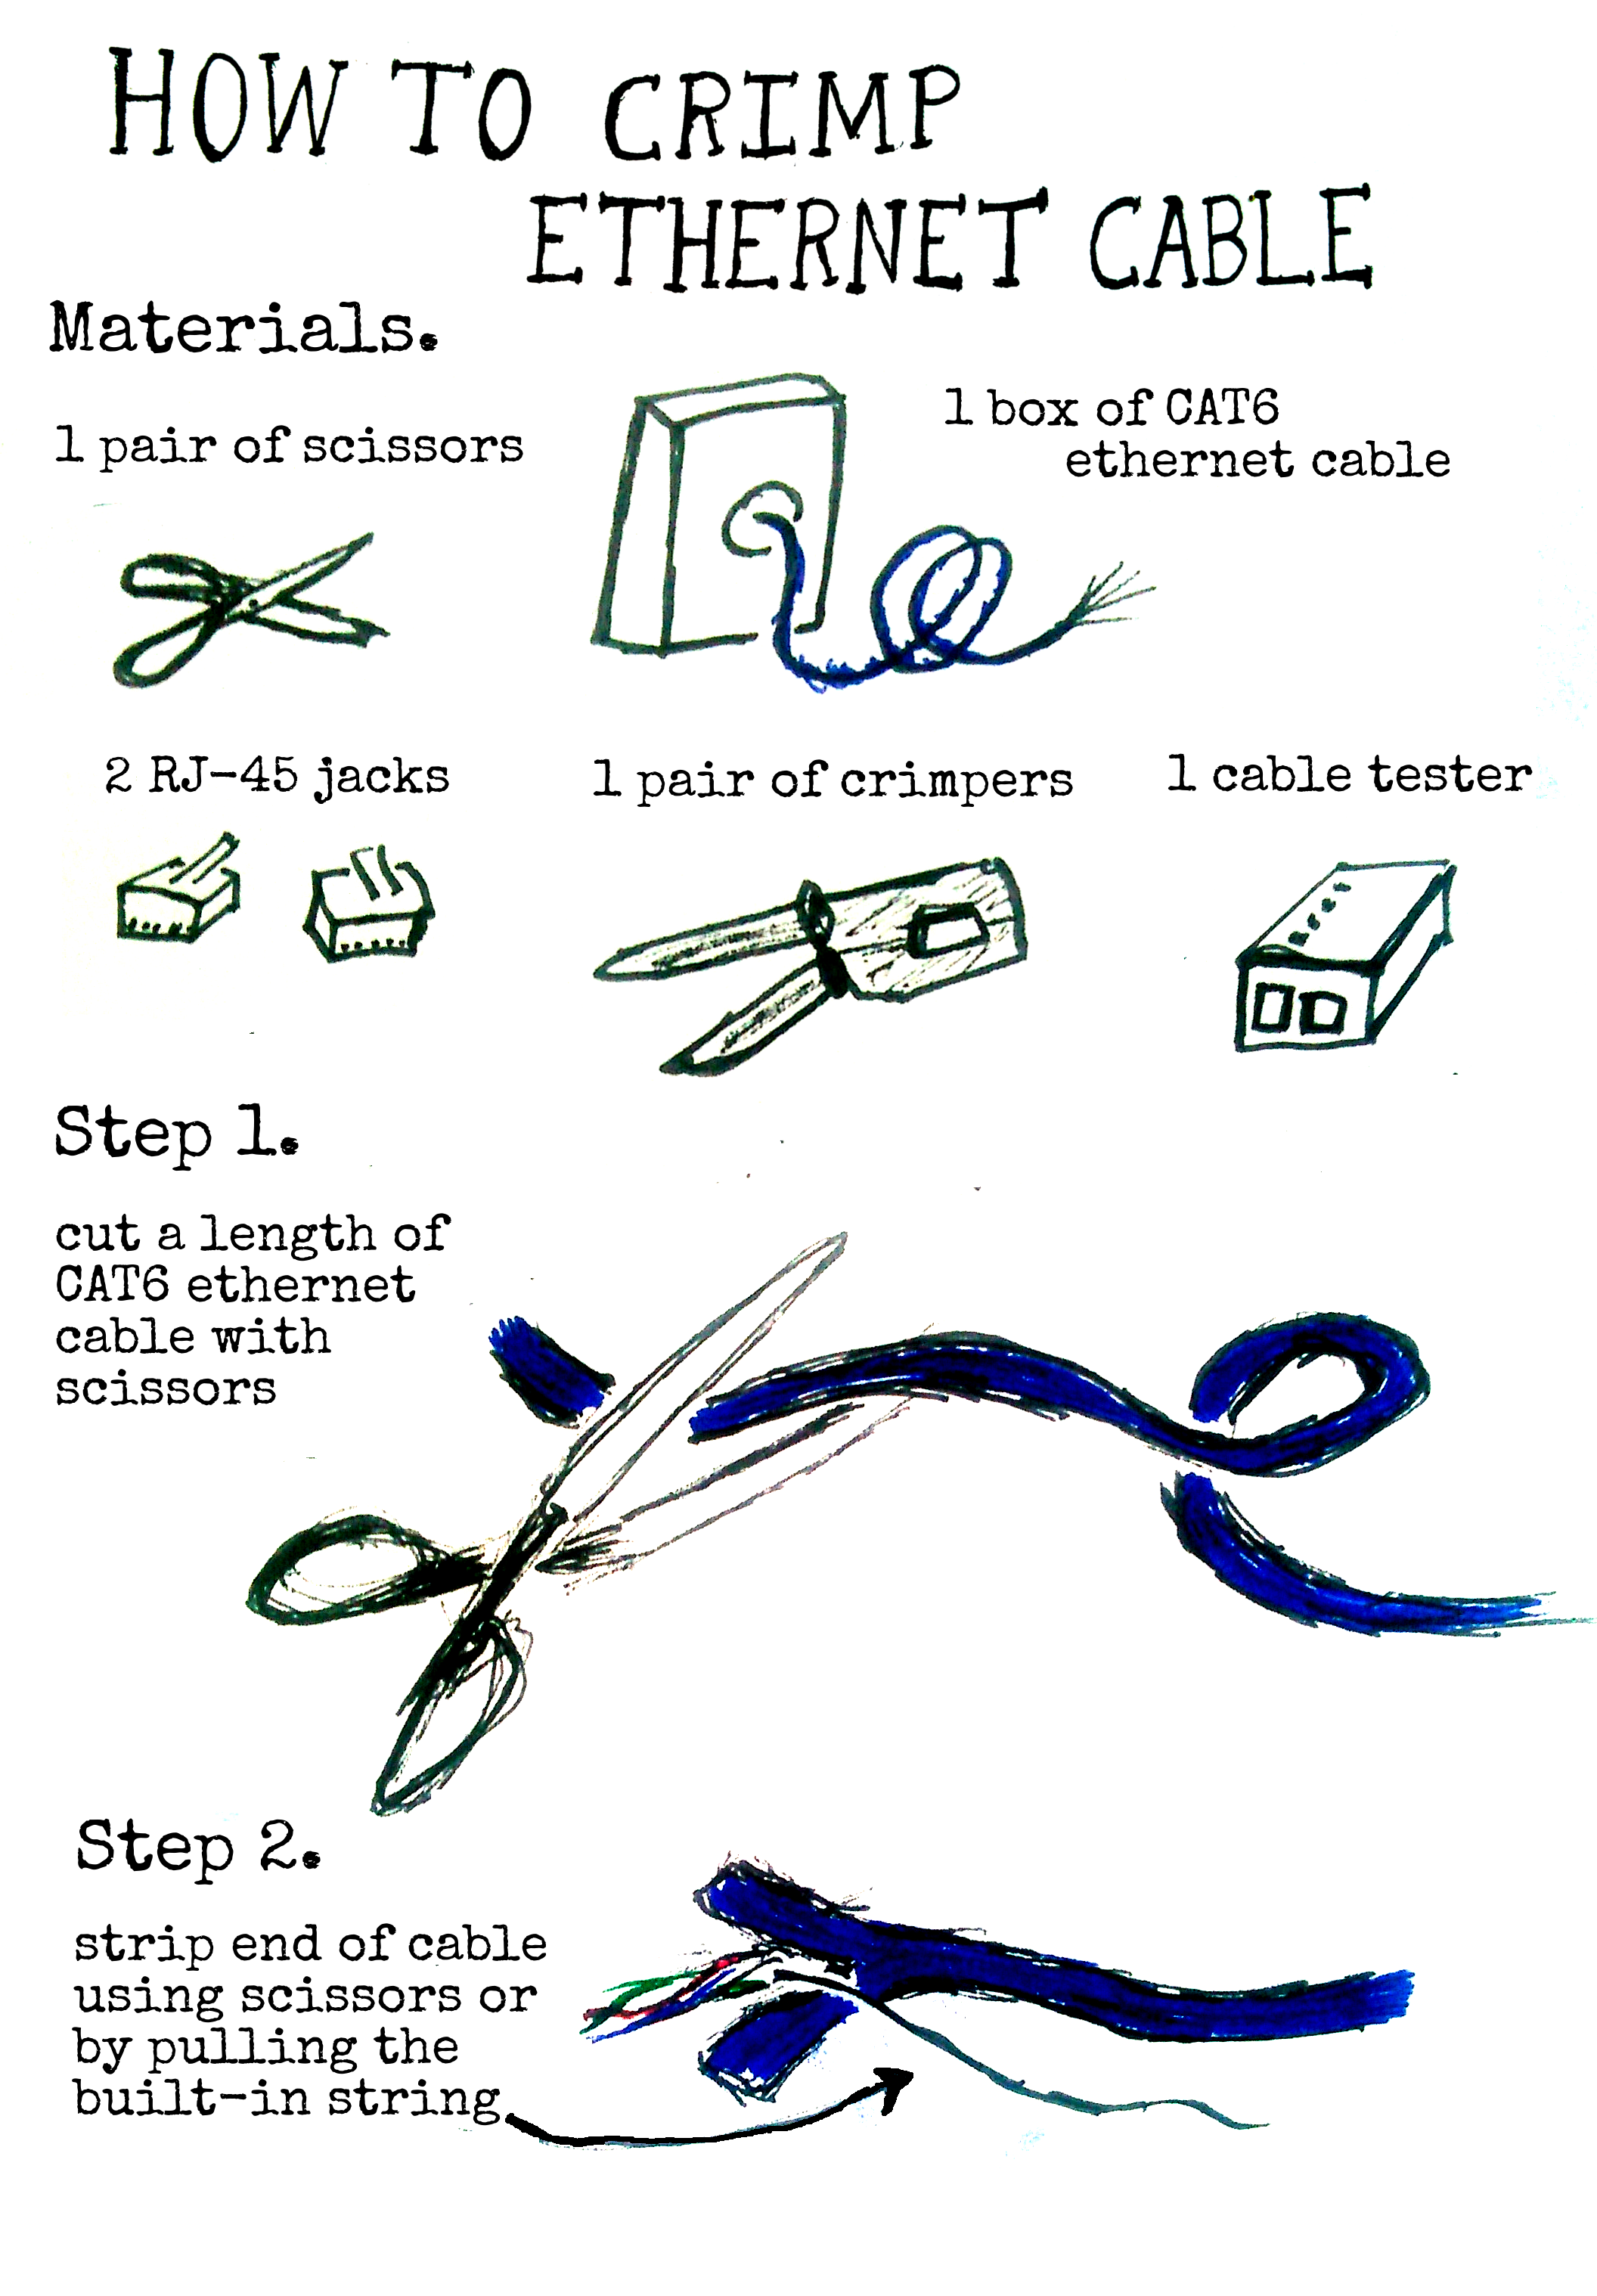 HOW TO CRIMP
ETHERNET CABLE
Materials.
1 pair of scissors
1 box of CAT6
ethernet cable
2 RJ-45 jacks
1 pair of crimpers
1 cable tester
Step 1.
cut a length of
CAT6 ethernet
cable with
scissors
Step 2.
strip end of cable
using scissors or
by pulling the
built-in string